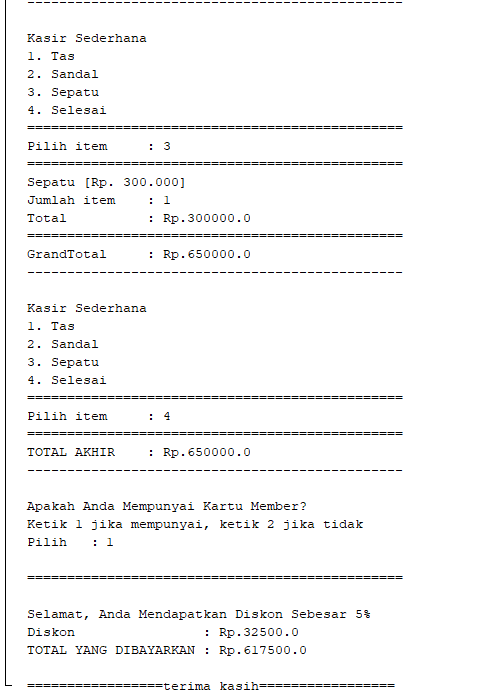 -----------------------------------------------
Kasir Sederhana
1. Tas
2. Sandal
3. Sepatu
4. Selesai
===============================================
Pilih item     : 3
===============================================
Sepatu [Rp. 300.000]
Jumlah item    : 1
Total          : Rp.300000.0
===============================================
GrandTotal     : Rp.650000.0
-----------------------------------------------
Kasir Sederhana
1. Tas
2. Sandal
3. Sepatu
4. Selesai
===============================================
Pilih item     : 4
===============================================
TOTAL AKHIR    : Rp.650000.0
-----------------------------------------------
Apakah Anda Mempunyai Kartu Member?
Ketik 1 jika mempunyai, ketik 2 jika tidak
Pilih   : 1
===============================================
Selamat, Anda Mendapatkan Diskon Sebesar 5%
Diskon                : Rp.32500.0
TOTAL YANG DIBAYARKAN : Rp.617500.0
=================terima kasih=================